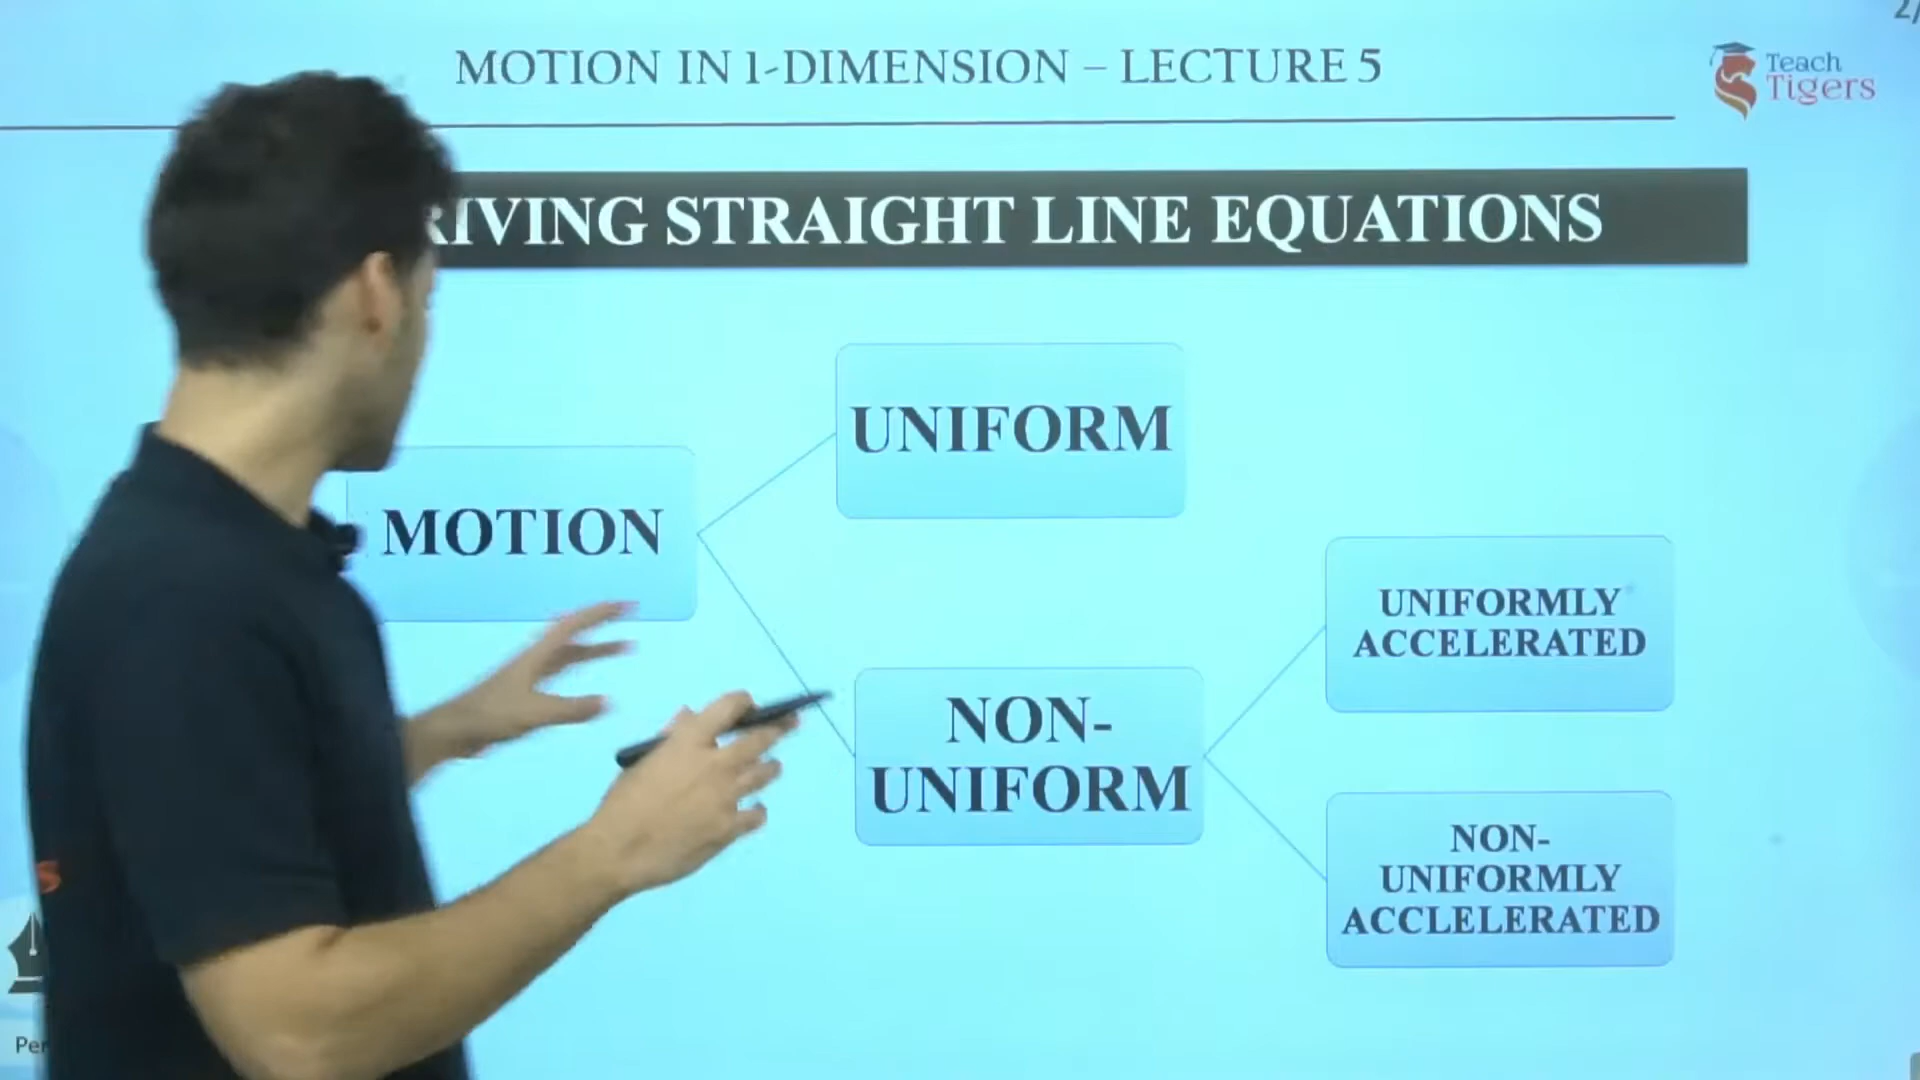 MOTION IN 1-DIMENSION – LECTURE 5
Teach
Tigers
RIVING STRAIGHT LINE EQUATIONS
UNIFORM
MOTION
UNIFORMLY
ACCELERATED
NON-
UNIFORM
NON-
UNIFORMLY
ACCLELERATED